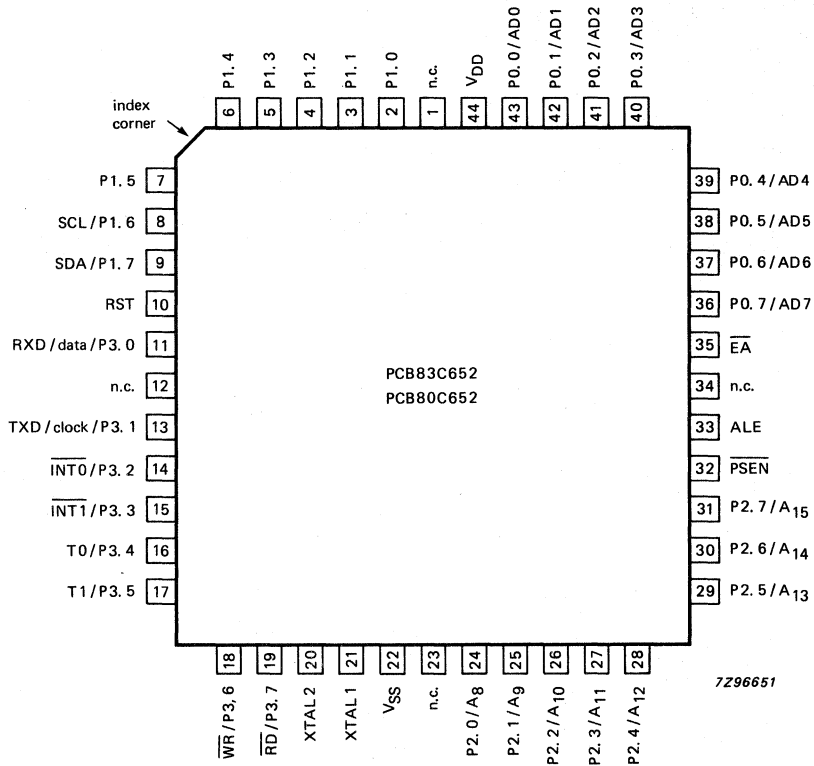 P1.4
P1.3
P1.2
P1.1
P1.0
n.c.
VDD
P0.0/AD0
P0.1/AD1
P0.2/AD2
P0.3/AD3
6
5
4
3
2
1
44
43
42
41
40
index
corner
P1.5 7
SCL/P1.6 8
SDA/P1.7 9
RST 10
RXD/data/P3.0 11
n.c. 12
TXD/clock/P3.1 13
I̅N̅T̅0̅/P3.2 14
I̅N̅T̅1̅/P3.3 15
T0/P3.4 16
T1/P3.5 17
PCB83C652
PCB80C652
39 P0.4/AD4
38 P0.5/AD5
37 P0.6/AD6
36 P0.7/AD7
35 E̅A̅
34 n.c.
33 ALE
32 P̅S̅E̅N̅
31 P2.7/A15
30 P2.6/A14
29 P2.5/A13
18
19
20
21
22
23
24
25
26
27
28
W̅R̅/P3,6
R̅D̅/P3.7
XTAL2
XTAL1
VSS
n.c.
P2.0/A8
P2.1/A9
P2.2/A10
P2.3/A11
P2.4/A12
7Z96651